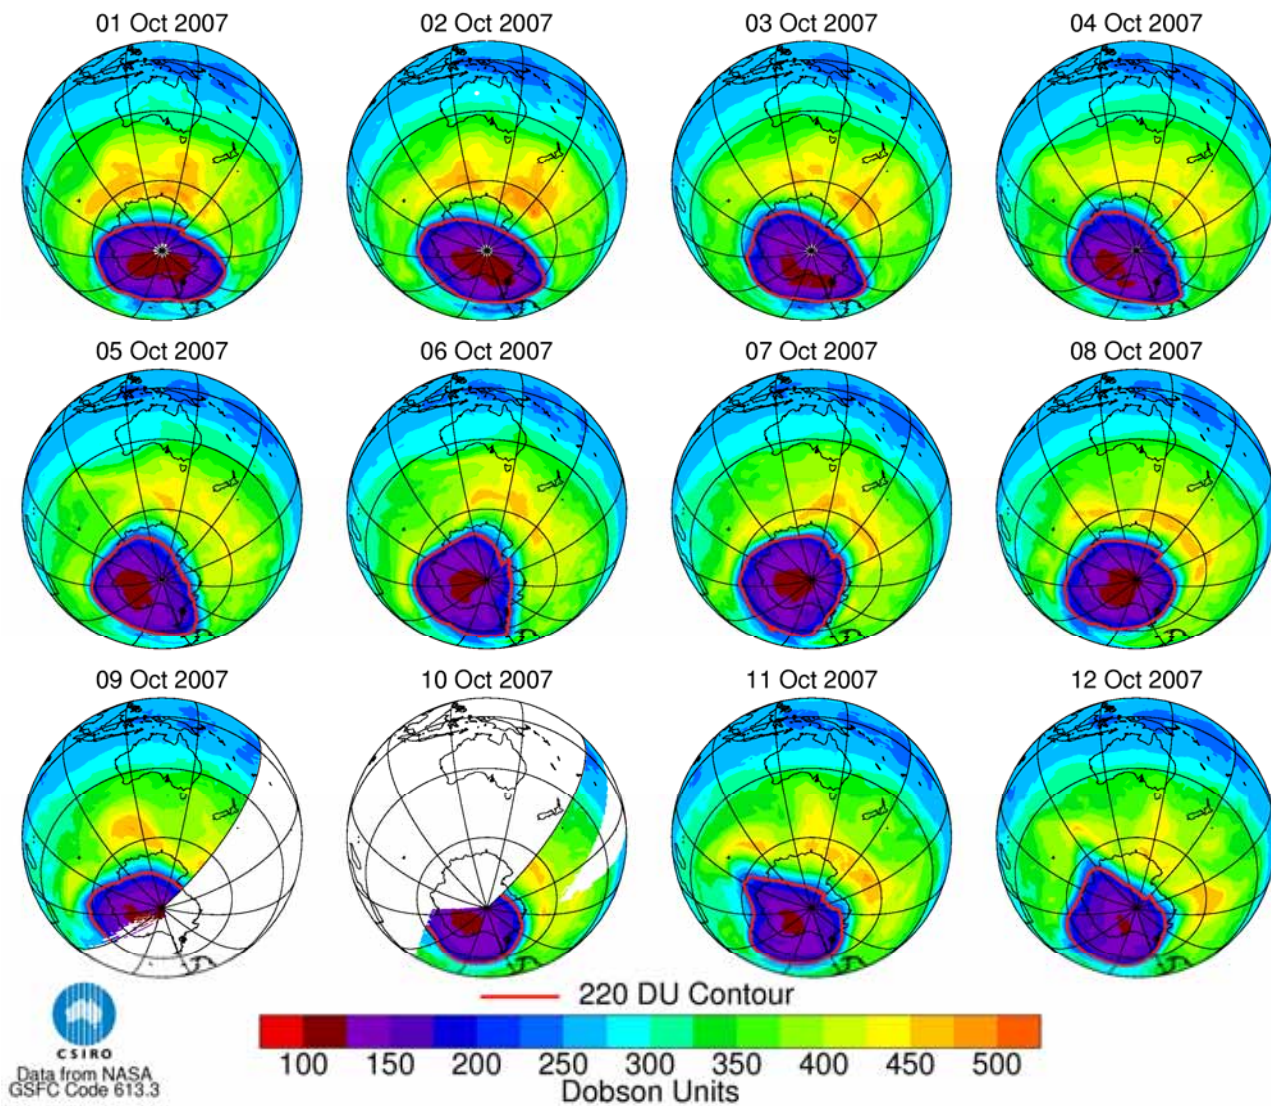 01 Oct 2007
02 Oct 2007
03 Oct 2007
04 Oct 2007
05 Oct 2007
06 Oct 2007
07 Oct 2007
08 Oct 2007
09 Oct 2007
10 Oct 2007
11 Oct 2007
12 Oct 2007
220 DU Contour
100 150 200 250 300 350 400 450 500
Dobson Units
CSIRO
Data from NASA
GSFC Code 613.3